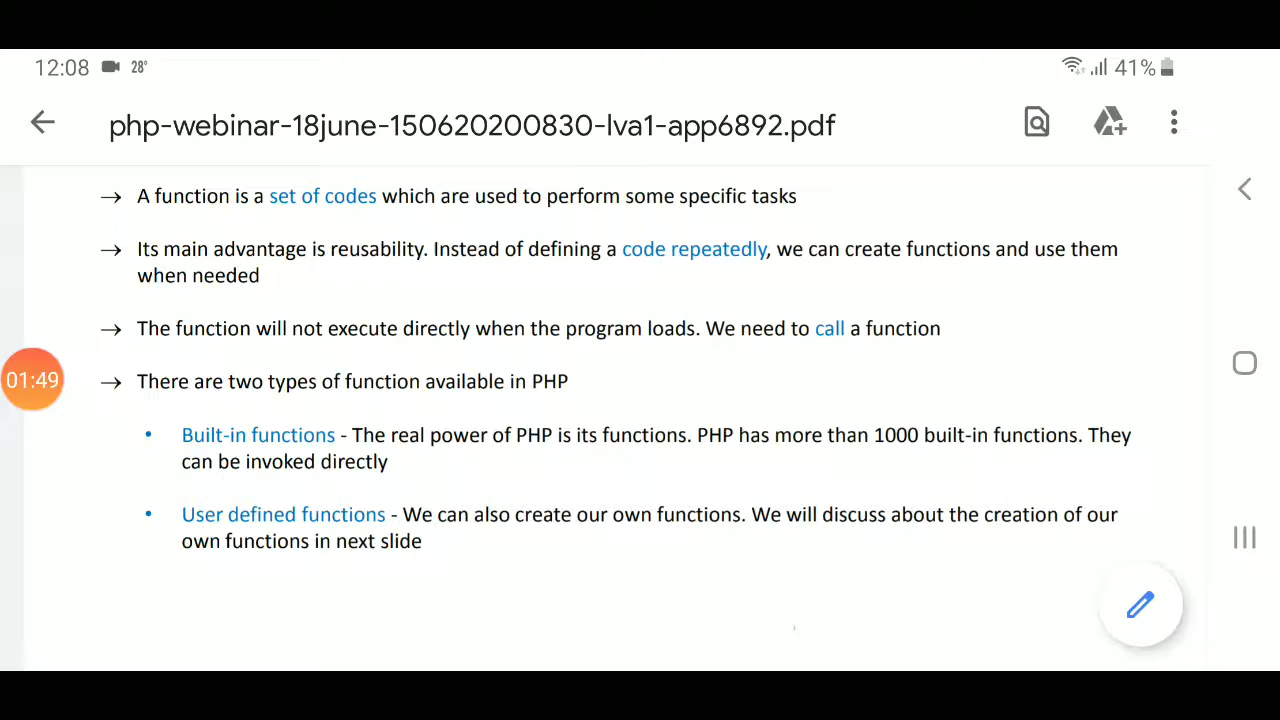 12:08 28° 41%
php-webinar-18june-150620200830-lva1-app6892.pdf
→ A function is a set of codes which are used to perform some specific tasks
→ Its main advantage is reusability. Instead of defining a code repeatedly, we can create functions and use them
when needed
→ The function will not execute directly when the program loads. We need to call a function
01:49
→ There are two types of function available in PHP
• Built-in functions - The real power of PHP is its functions. PHP has more than 1000 built-in functions. They
can be invoked directly
• User defined functions - We can also create our own functions. We will discuss about the creation of our
own functions in next slide